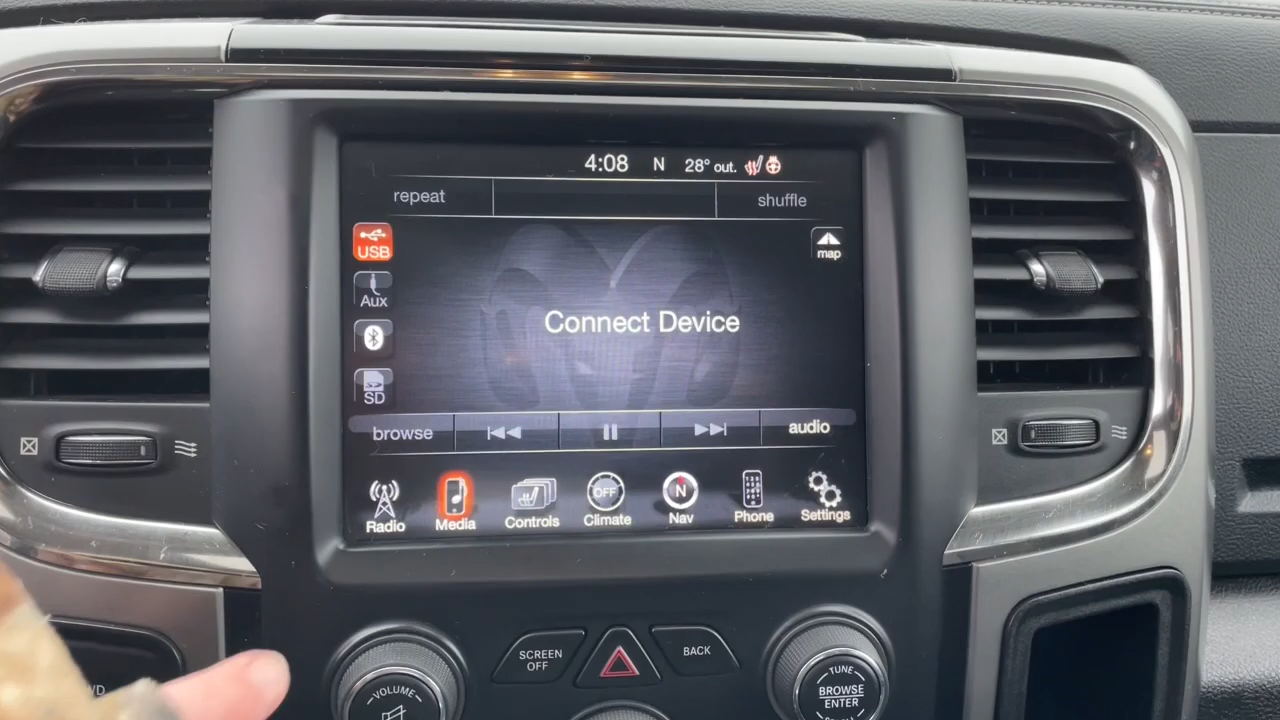 4:08 N 28° out.
repeat shuffle
USB
map
Aux
Connect Device
SD
browse audio
Radio Media Controls OFF Climate N Nav Phone Settings
SCREEN OFF
BACK
VOLUME
TUNE
BROWSE
ENTER
WD